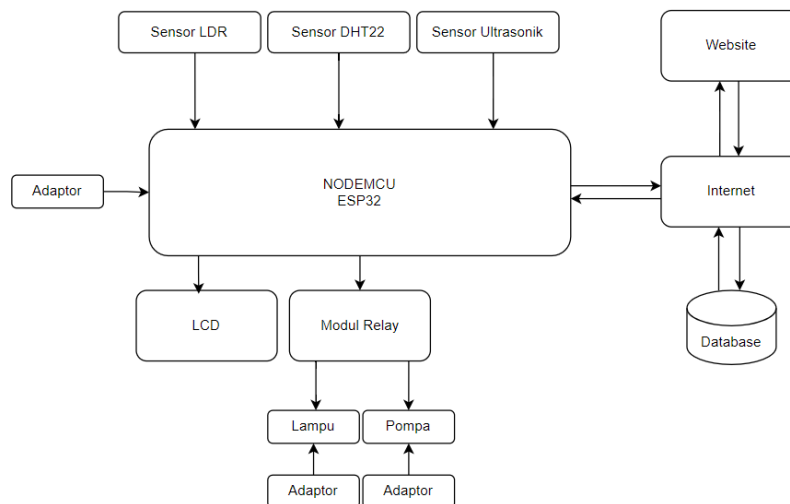 Sensor LDR
Sensor DHT22
Sensor Ultrasonik
Website
Adaptor
NODEMCU
ESP32
Internet
LCD
Modul Relay
Database
Lampu
Pompa
Adaptor
Adaptor